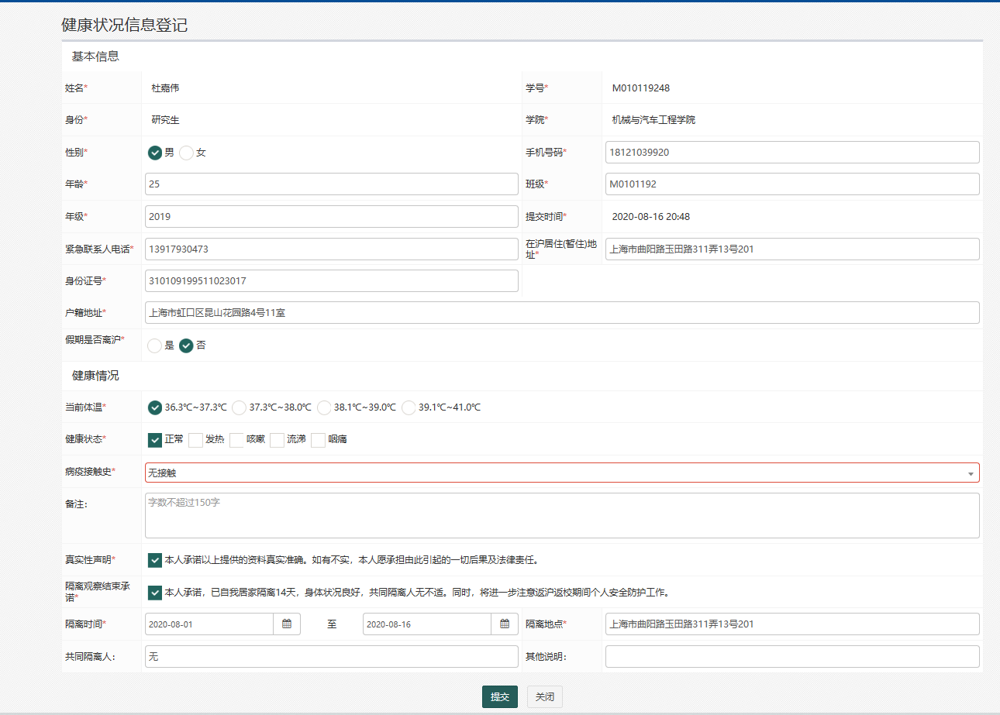 健康状况信息登记
基本信息
姓名* 杜嘉伟 学号* M010119248
身份* 研究生 学院* 机械与汽车工程学院
性别* 男 女 手机号码* 18121039920
年龄* 25 班级* M0101192
年级* 2019 提交时间* 2020-08-16 20:48
紧急联系人电话* 13917930473 在沪居住(暂住)地
址* 上海市曲阳路玉田路311弄13号201
身份证号* 310109199511023017
户籍地址* 上海市虹口区昆山花园路4号11室
假期是否离沪* 是 否
健康情况
当前体温* 36.3℃~37.3℃ 37.3℃~38.0℃ 38.1℃~39.0℃ 39.1℃~41.0℃
健康状态* 正常 发热 咳嗽 流涕 咽痛
病疫接触史* 无接触
备注： 字数不超过150字
真实性声明* 本人承诺以上提供的资料真实准确。如有不实，本人愿承担由此引起的一切后果及法律责任。
隔离观察结束承
诺* 本人承诺，已自我居家隔离14天，身体状况良好，共同隔离人无不适。同时，将进一步注意返沪返校期间个人安全防护工作。
隔离时间* 2020-08-01 至 2020-08-16 隔离地点* 上海市曲阳路玉田路311弄13号201
共同隔离人： 无 其他说明：
提交 关闭